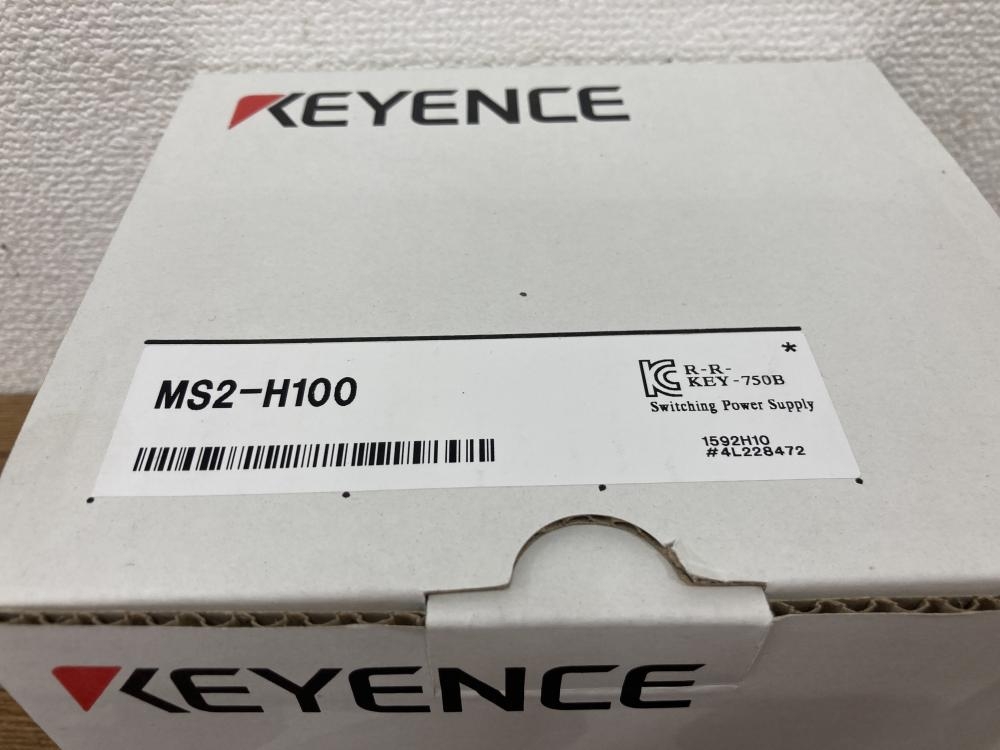 KEYENCE
*
MS2-H100
R-R-
KEY-750B
Switching Power Supply
1592H10
#4L228472
KEYENCE